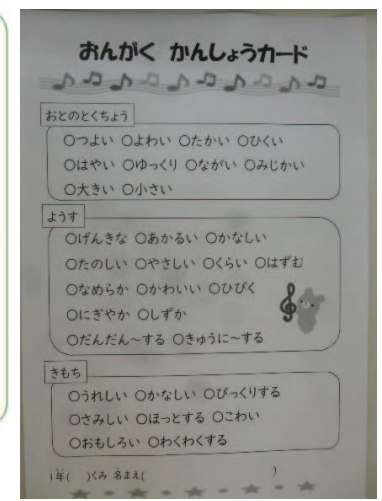 おんがく かんしょうカード
おとのとくちょう
○つよい ○よわい ○たかい ○ひくい
○はやい ○ゆっくり ○ながい ○みじかい
○大きい ○小さい
ようす
○げんきな ○あかるい ○かなしい
○たのしい ○やさしい ○くらい ○はずむ
○なめらか ○かわいい ○ひびく
○にぎやか ○しずか
○だんだん～する ○きゅうに～する
きもち
○うれしい ○かなしい ○びっくりする
○さみしい ○ほっとする ○こわい
○おもしろい ○わくわくする
1年( )くみ 名まえ( )